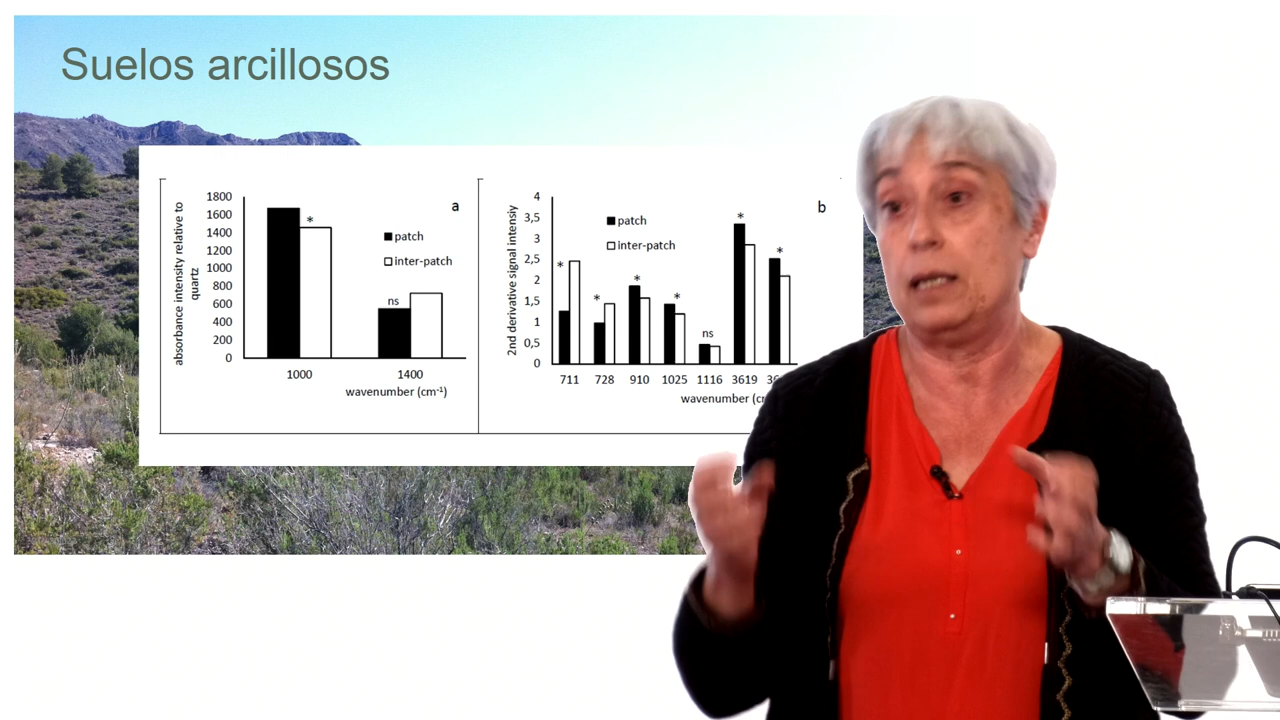 Suelos arcillosos
a
absorbance intensity relative to
quartz
1800
1600
1400
1200
1000
800
600
400
200
0
*
ns
patch
inter-patch
1000 1400
wavenumber (cm-1)
b
2nd derivative signal intensiy
4
3,5
3
2,5
2
1,5
1
0,5
0
patch
inter-patch
* * * * ns * *
711 728 910 1025 1116 3619
wavenumber